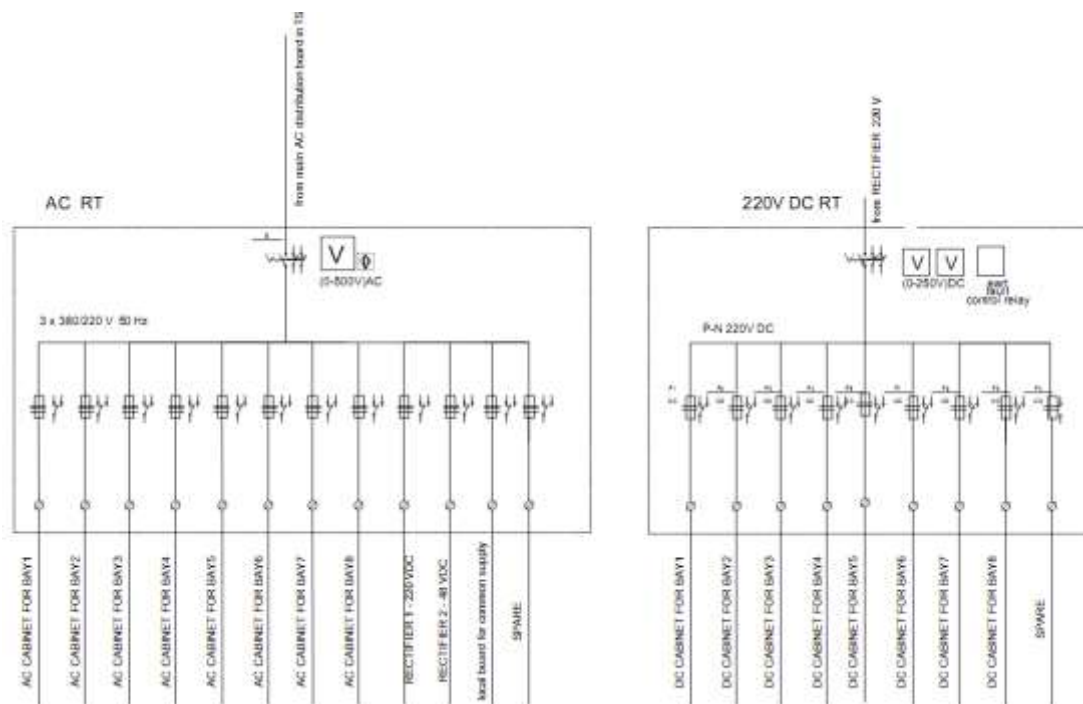 from main AC distribution board in TS
AC RT
V
(0-800V)AC
3 x 380/220 V 50 Hz
AC CABINET FOR BAY1
AC CABINET FOR BAY2
AC CABINET FOR BAY3
AC CABINET FOR BAY4
AC CABINET FOR BAY5
AC CABINET FOR BAY6
AC CABINET FOR BAY7
AC CABINET FOR BAY8
RECTIFIER 1 - 220 VDC
RECTIFIER 2 - 48 VDC
local board for common supply
SPARE
from RECTIFIER 220 V
220V DC RT
V V
(0-250V)DC
fault
control relay
P-N 220V DC
DC CABINET FOR BAY1
DC CABINET FOR BAY2
DC CABINET FOR BAY3
DC CABINET FOR BAY4
DC CABINET FOR BAY5
DC CABINET FOR BAY6
DC CABINET FOR BAY7
DC CABINET FOR BAY8
SPARE